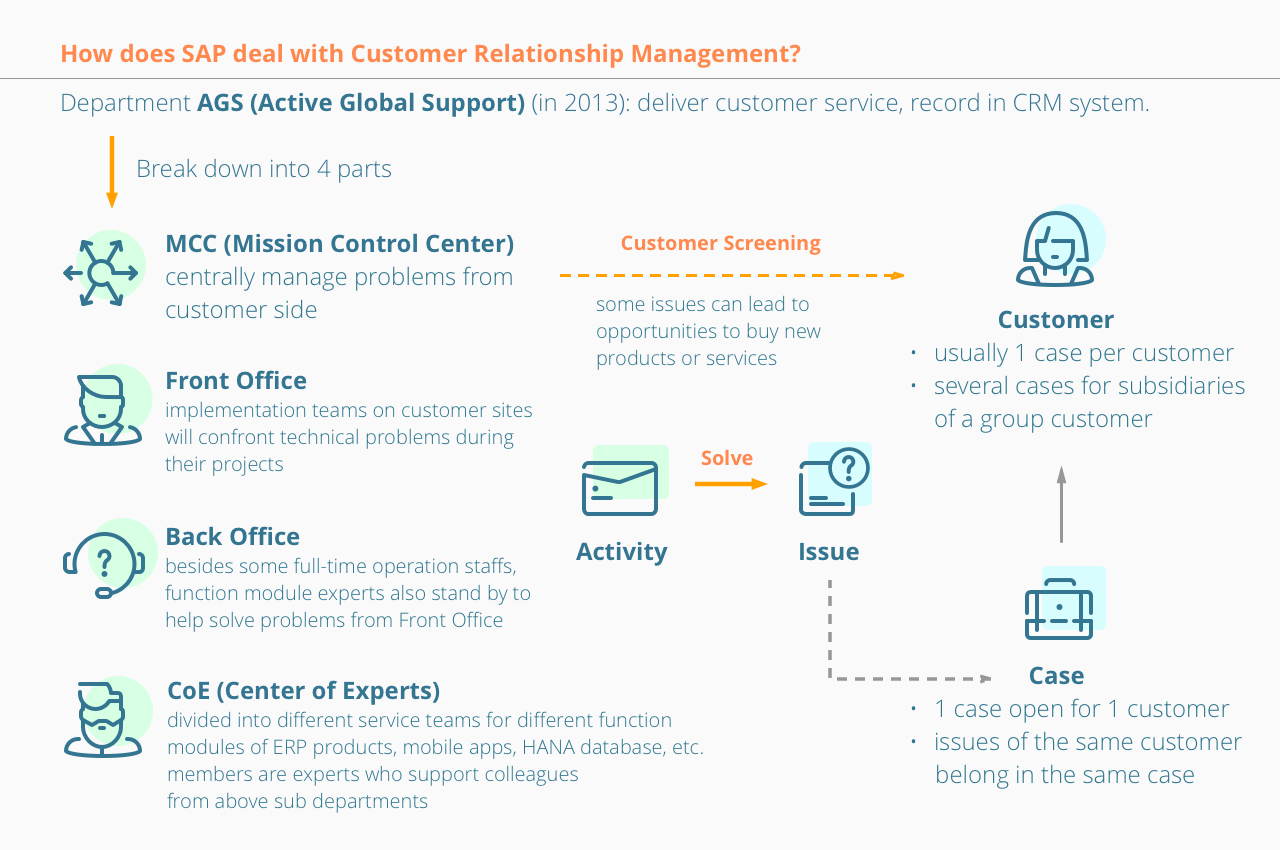 How does SAP deal with Customer Relationship Management?
Department AGS (Active Global Support) (in 2013): deliver customer service, record in CRM system.
Break down into 4 parts
MCC (Mission Control Center)
centrally manage problems from
customer side
Front Office
implementation teams on customer sites
will confront technical problems during
their projects
Back Office
besides some full-time operation staffs,
function module experts also stand by to
help solve problems from Front Office
CoE (Center of Experts)
divided into different service teams for different function
modules of ERP products, mobile apps, HANA database, etc.
members are experts who support colleagues
from above sub departments
Customer Screening
some issues can lead to
opportunities to buy new
products or services
Activity
Solve
?
Issue
Customer
• usually 1 case per customer
• several cases for subsidiaries
of a group customer
Case
• 1 case open for 1 customer
• issues of the same customer
belong in the same case